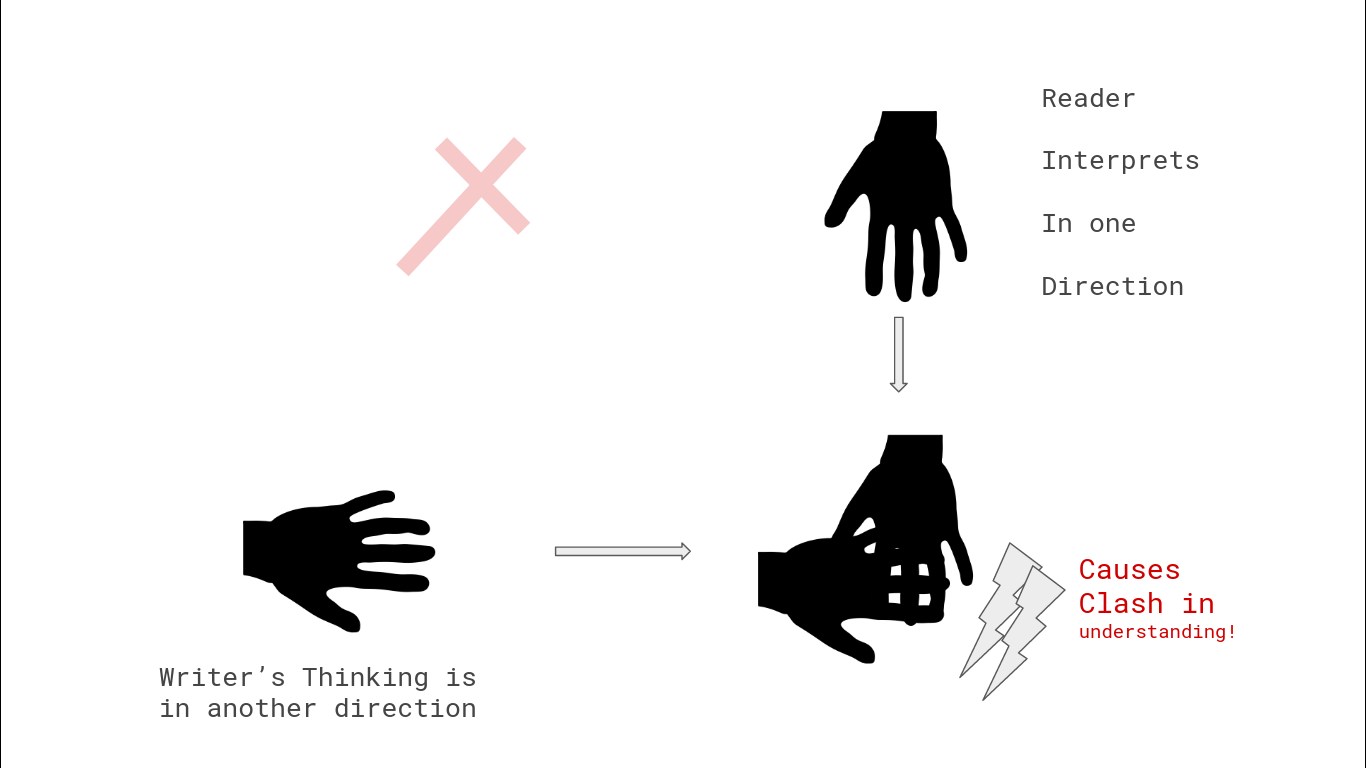 Reader
Interprets
In one
Direction
Writer’s Thinking is
in another direction
Causes
Clash in
understanding!